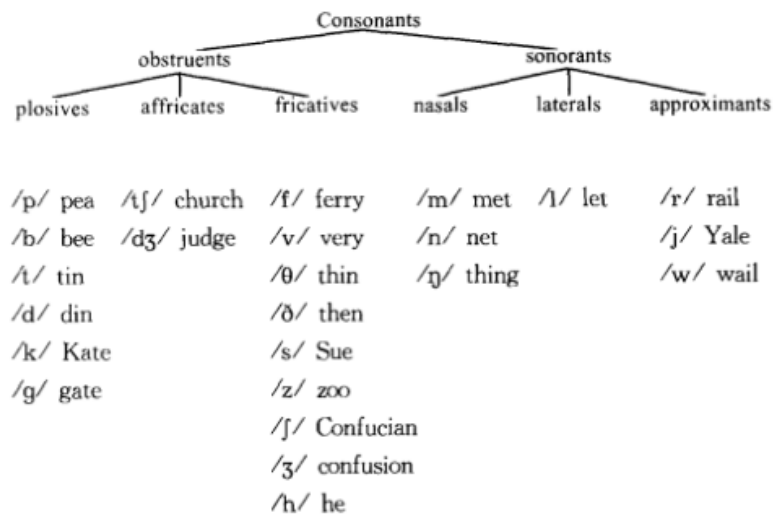 Consonants
obstruents sonorants
plosives affricates fricatives nasals laterals approximants
/p/ pea /tʃ/ church /f/ ferry /m/ met /l/ let /r/ rail
/b/ bee /dʒ/ judge /v/ very /n/ net /j/ Yale
/t/ tin /θ/ thin /ŋ/ thing /w/ wail
/d/ din /ð/ then
/k/ Kate /s/ Sue
/g/ gate /z/ zoo
/ʃ/ Confucian
/ʒ/ confusion
/h/ he